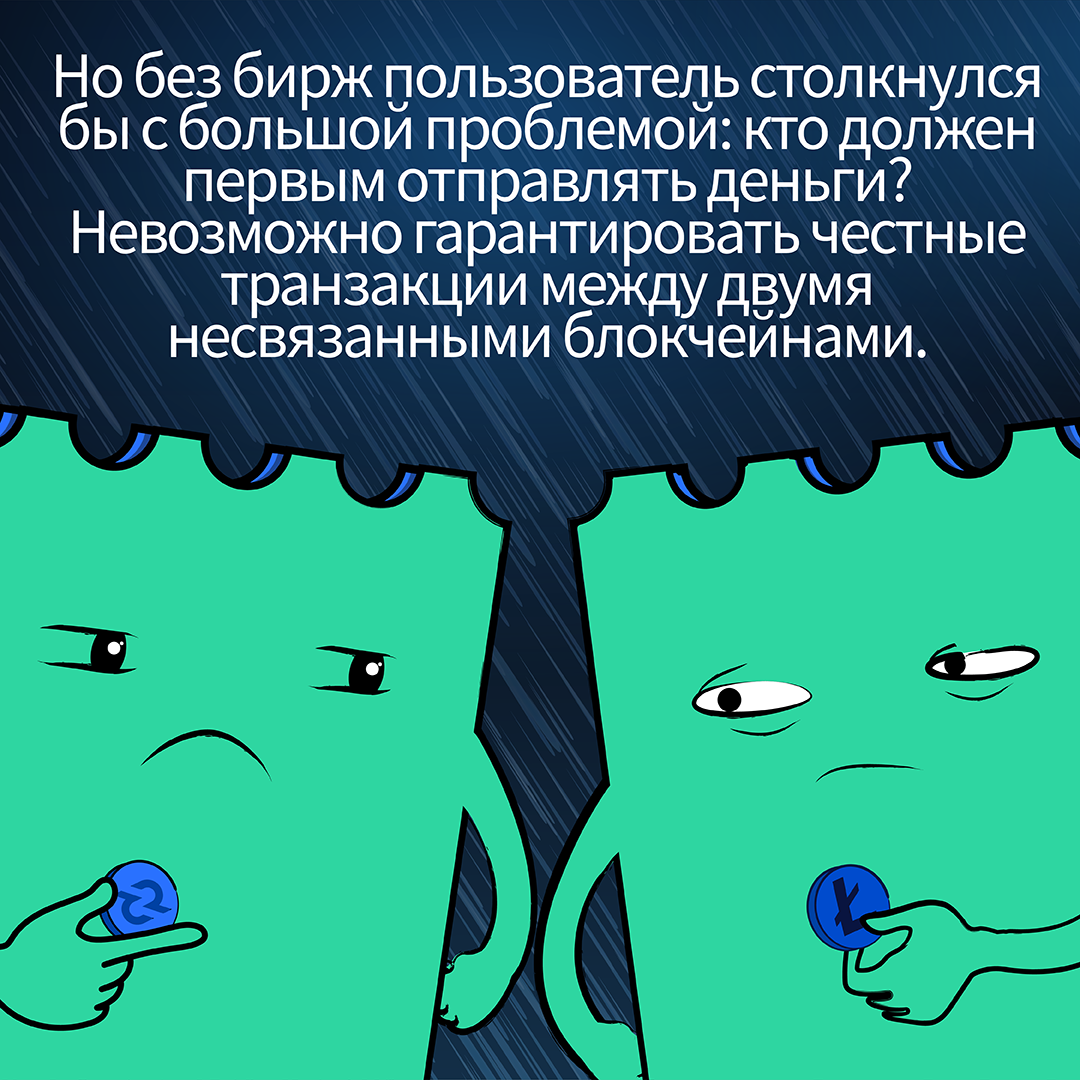 Но без бирж пользователь столкнулся
бы с большой проблемой: кто должен
первым отправлять деньги?
Невозможно гарантировать честные
транзакции между двумя
несвязанными блокчейнами.